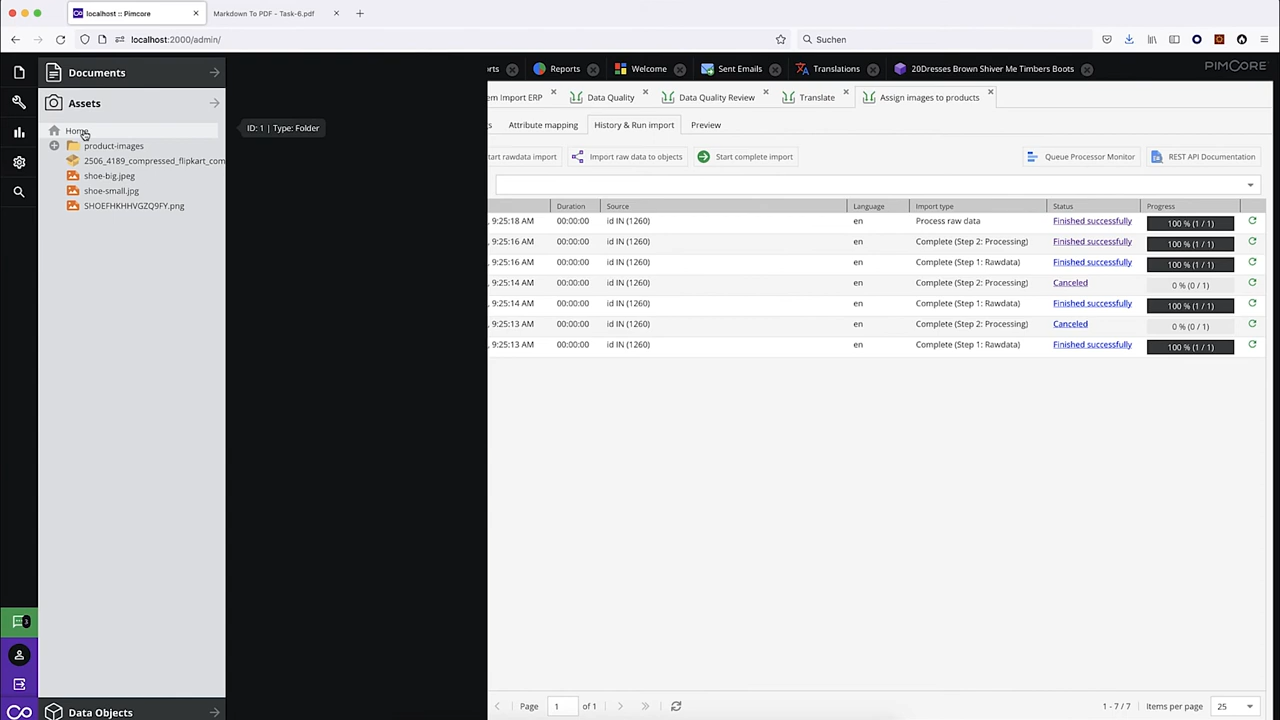 localhost :: Pimcore
Markdown To PDF - Task-6.pdf
localhost:2000/admin/
Suchen
Documents
orts
Reports
Welcome
Sent Emails
Translations
20Dresses Brown Shiver Me Timbers Boots
PIMCORE
Assets
em Import ERP
Data Quality
Data Quality Review
Translate
Assign images to products
Home
ID: 1 | Type: Folder
gs
Attribute mapping
History & Run import
Preview
product-images
2506_4189_compressed_flipkart_com
shoe-big.jpeg
shoe-small.jpg
SHOEFHKHHVGZQ9FY.png
tart rawdata import
Import raw data to objects
Start complete import
Queue Processor Monitor
REST API Documentation
Duration
Source
Language
Import type
Status
Progress
, 9:25:18 AM 00:00:00 id IN (1260) en Process raw data Finished successfully 100 % (1 / 1)
, 9:25:16 AM 00:00:00 id IN (1260) en Complete (Step 2: Processing) Finished successfully 100 % (1 / 1)
, 9:25:16 AM 00:00:00 id IN (1260) en Complete (Step 1: Rawdata) Finished successfully 100 % (1 / 1)
, 9:25:14 AM 00:00:00 id IN (1260) en Complete (Step 2: Processing) Canceled 0 % (0 / 1)
, 9:25:14 AM 00:00:00 id IN (1260) en Complete (Step 1: Rawdata) Finished successfully 100 % (1 / 1)
, 9:25:13 AM 00:00:00 id IN (1260) en Complete (Step 2: Processing) Canceled 0 % (0 / 1)
, 9:25:13 AM 00:00:00 id IN (1260) en Complete (Step 1: Rawdata) Finished successfully 100 % (1 / 1)
3
Data Objects
Page 1 of 1
1 - 7 / 7
Items per page 25